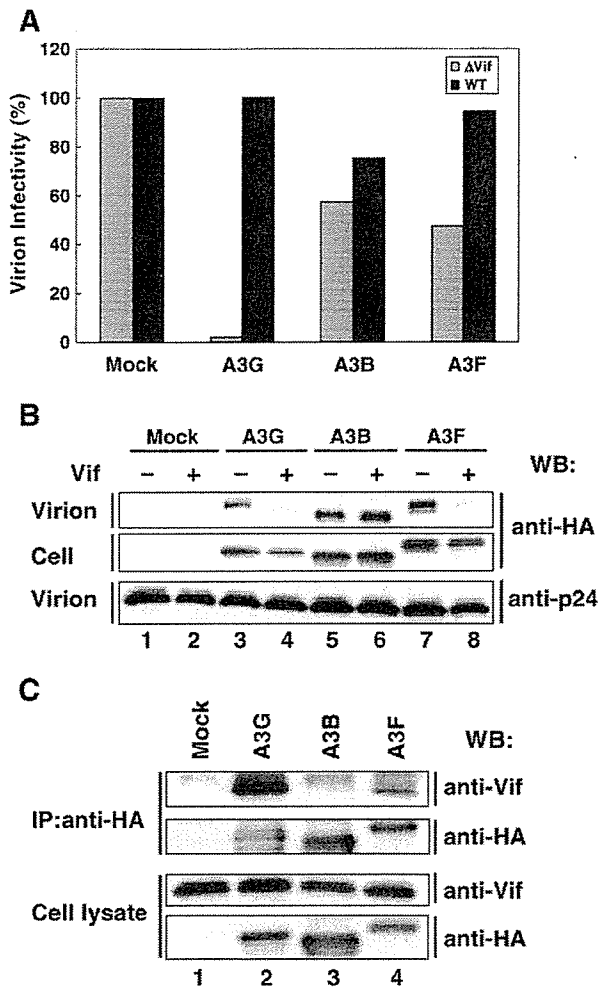 A
120
100
80
60
40
20
0
Virion Infectivity (%)
ΔVif
WT
Mock A3G A3B A3F
B
Mock A3G A3B A3F
Vif − + − + − + − + WB:
Virion
anti-HA
Cell
Virion anti-p24
1 2 3 4 5 6 7 8
C
Mock A3G A3B A3F WB:
anti-Vif
IP:anti-HA
anti-HA
anti-Vif
Cell lysate
anti-HA
1 2 3 4